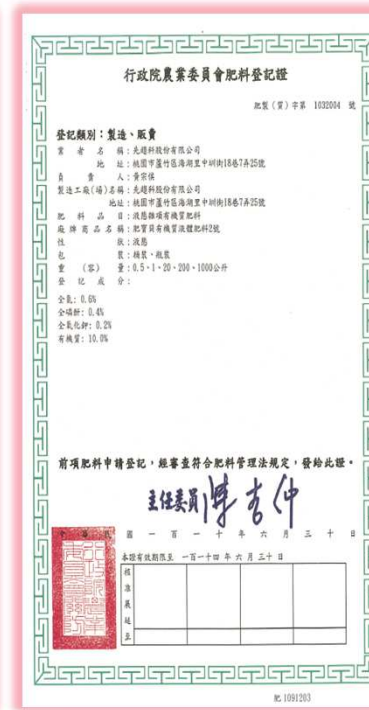 行政院農業委員會肥料登記證
肥製(質)字第 1032004 號
登記類別:製造、販賣
業者名稱:先趨科股份有限公司
地址:桃園市蘆竹區海湖里中圳街18巷7弄25號
負責人:黃宗侯
製造工廠(場)名稱:先趨科股份有限公司
地址:桃園市蘆竹區海湖里中圳街18巷7弄25號
肥料品目:液態雜項有機質肥料
廠牌商品名稱:肥寶貝有機質液體肥料2號
性狀:液態
包裝:桶裝、瓶裝
重(容)量:0.5、1、20、200、1000公升
登記成分:
全氮: 0.6%
全磷酐: 0.4%
全氧化鉀: 0.2%
有機質: 10.0%
前項肥料申請登記,經審查符合肥料管理法規定,發給此證。
主任委員 陳吉仲
中華民國一百一十年六月三十日
本證有效期限至 一百一十四年六月三十日
核准展延至
肥 1091203